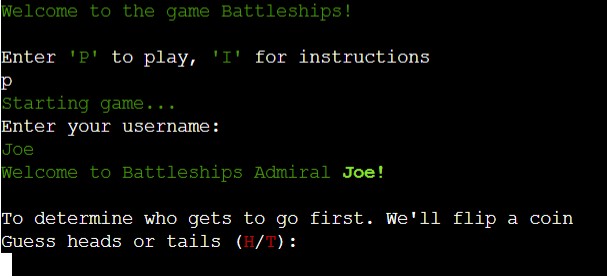 Welcome to the game Battleships!
Enter 'P' to play, 'I' for instructions
p
Starting game...
Enter your username:
Joe
Welcome to Battleships Admiral Joe!
To determine who gets to go first. We'll flip a coin
Guess heads or tails (H/T):